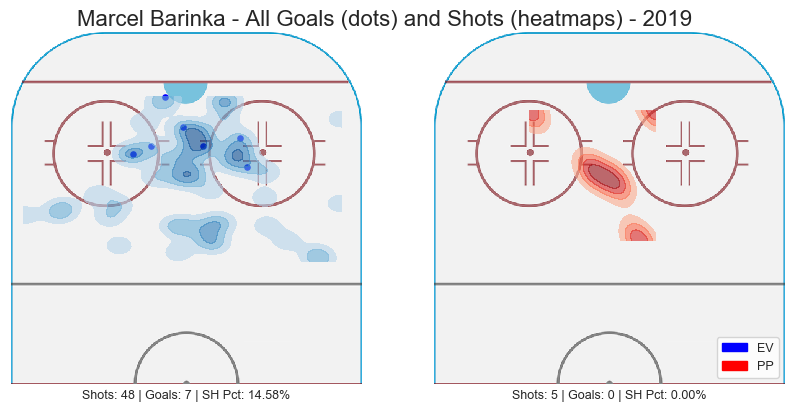 Marcel Barinka - All Goals (dots) and Shots (heatmaps) - 2019
EV
PP
Shots: 48 | Goals: 7 | SH Pct: 14.58%
Shots: 5 | Goals: 0 | SH Pct: 0.00%